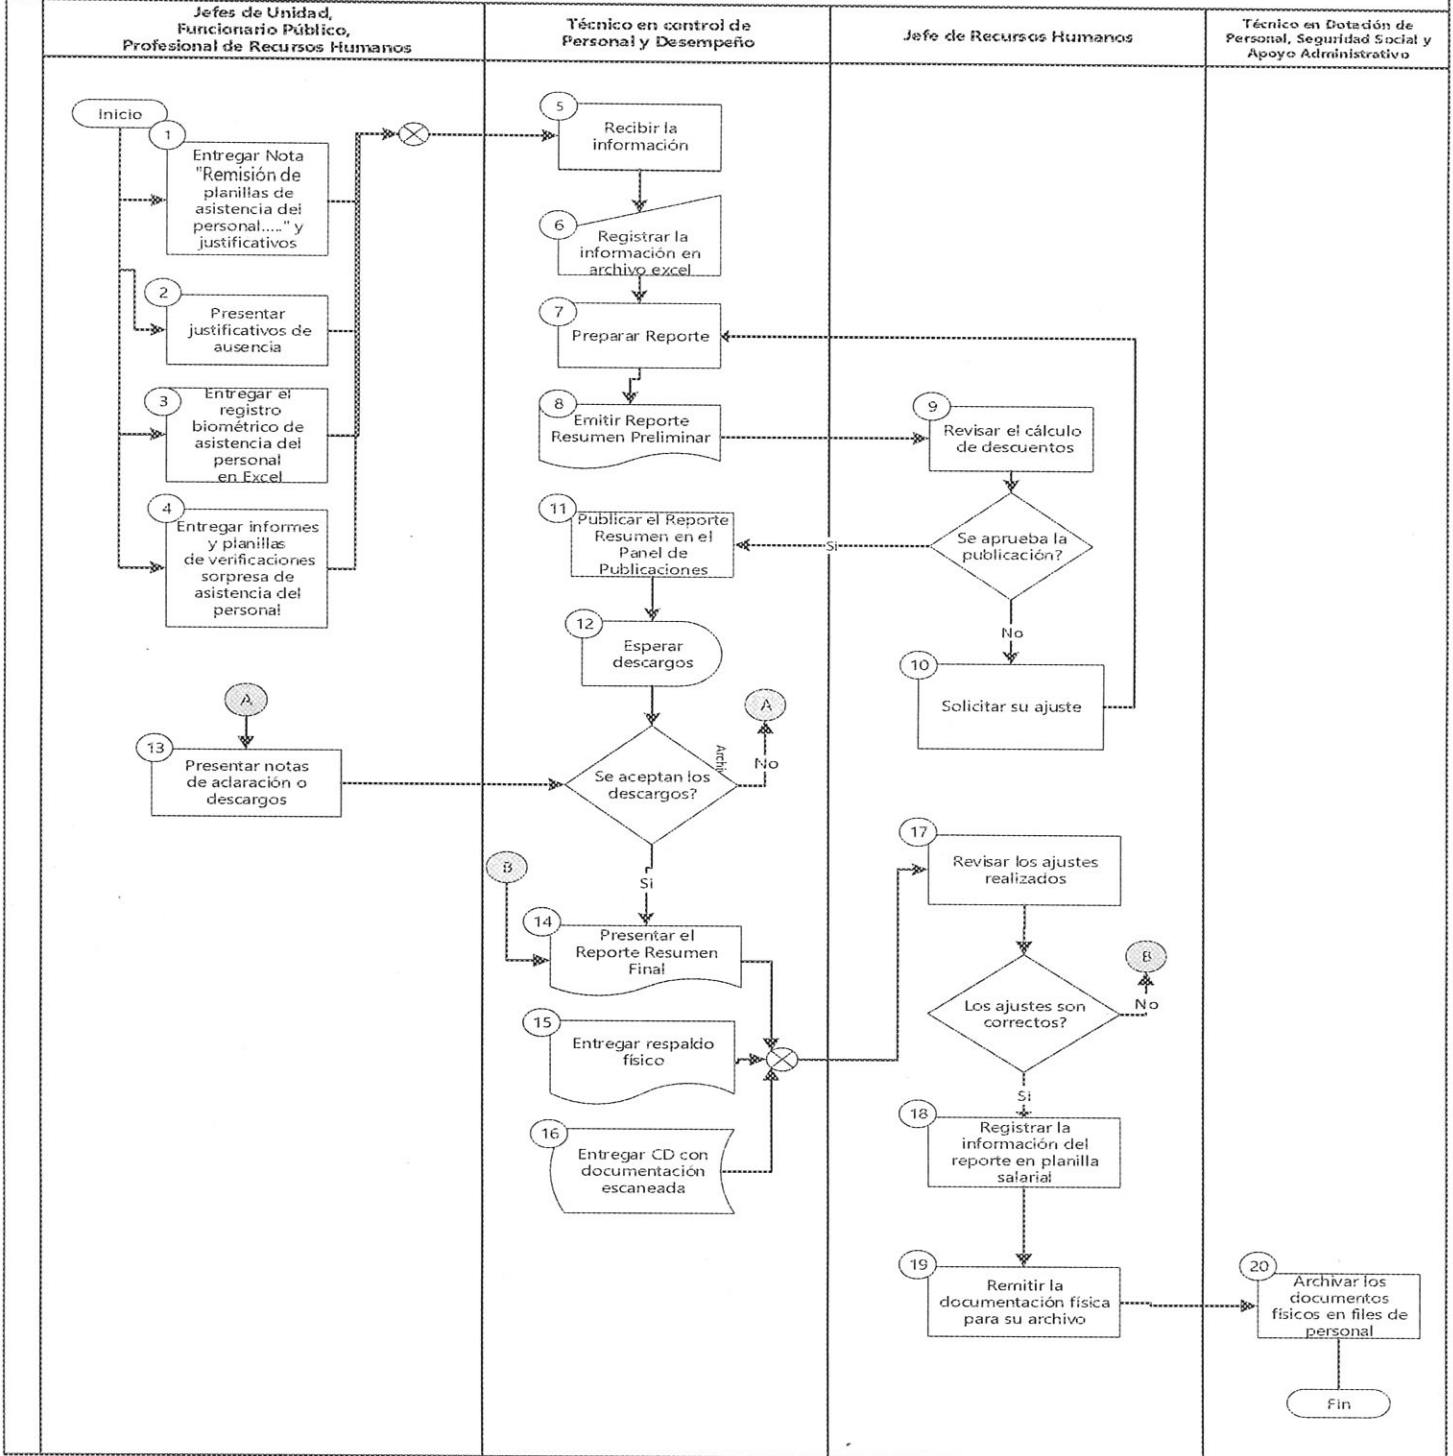 Jefes de Unidad,
Funcionario Público,
Profesional de Recursos Humanos
Técnico en control de
Personal y Desempeño
Jefe de Recursos Humanos
Técnico en Dotación de
Personal, Seguridad Social y
Apoyo Administrativo
Inicio
1
Entregar Nota
"Remisión de
planillas de
asistencia del
personal....." y
justificativos
2
Presentar
justificativos de
ausencia
3
Entregar el
registro
biométrico de
asistencia del
personal
en Excel
4
Entregar informes
y planillas
de verificaciones
sorpresa de
asistencia del
personal
5
Recibir la
información
6
Registrar la
información en
archivo excel
7
Preparar Reporte
8
Emitir Reporte
Resumen Preliminar
9
Revisar el cálculo
de descuentos
Se aprueba la
publicación?
Si
No
10
Solicitar su ajuste
11
Publicar el Reporte
Resumen en el
Panel de
Publicaciones
12
Esperar
descargos
A
13
Presentar notas
de aclaración o
descargos
Se aceptan los
descargos?
Archi
A
No
Si
B
14
Presentar el
Reporte Resumen
Final
15
Entregar respaldo
físico
16
Entregar CD con
documentación
escaneada
17
Revisar los ajustes
realizados
Los ajustes son
correctos?
B
No
Si
18
Registrar la
información del
reporte en planilla
salarial
19
Remitir la
documentación física
para su archivo
20
Archivar los
documentos
físicos en files de
personal
Fin